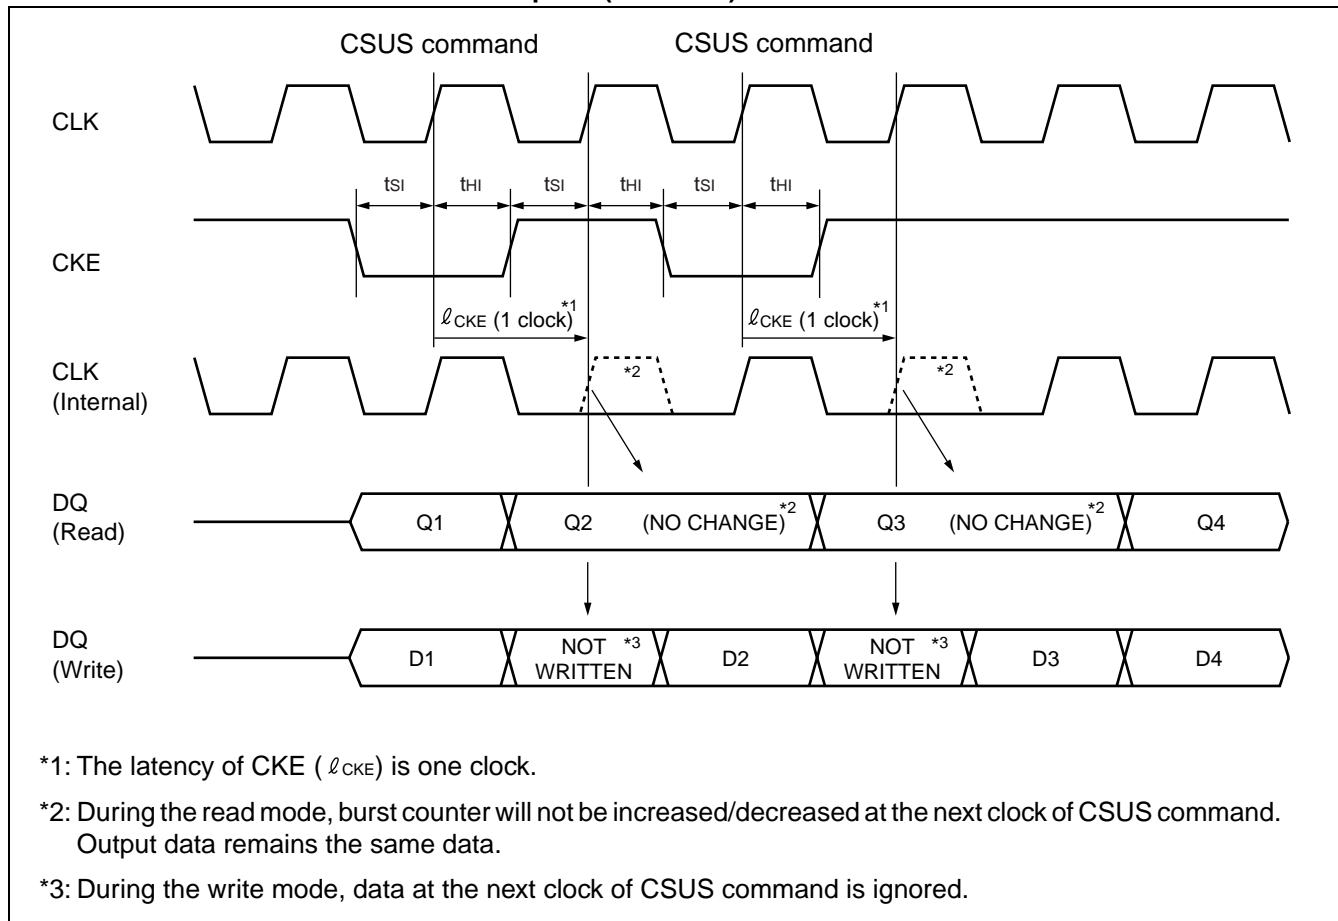 CSUS command CSUS command
CLK
tSI tHI tSI tHI tSI tHI
CKE
ℓCKE (1 clock)*1 ℓCKE (1 clock)*1
CLK
(Internal)
*2 *2
DQ
(Read)
Q1 Q2 (NO CHANGE)*2 Q3 (NO CHANGE)*2 Q4
DQ
(Write)
D1 NOT WRITTEN *3 D2 NOT WRITTEN *3 D3 D4
*1: The latency of CKE ( ℓCKE) is one clock.
*2: During the read mode, burst counter will not be increased/decreased at the next clock of CSUS command.
Output data remains the same data.
*3: During the write mode, data at the next clock of CSUS command is ignored.